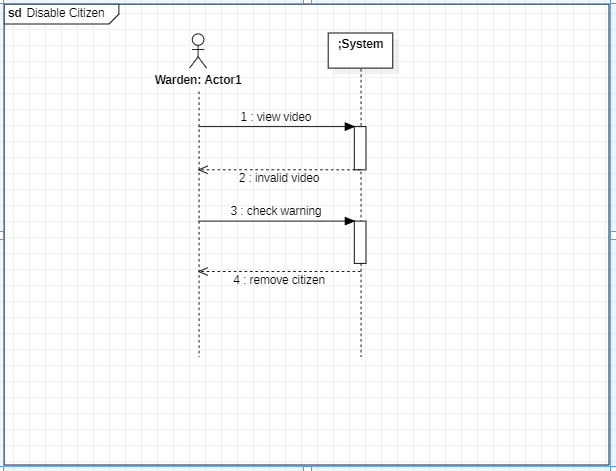 sd Disable Citizen
;System
Warden: Actor1
1 : view video
2 : invalid video
3 : check warning
4 : remove citizen